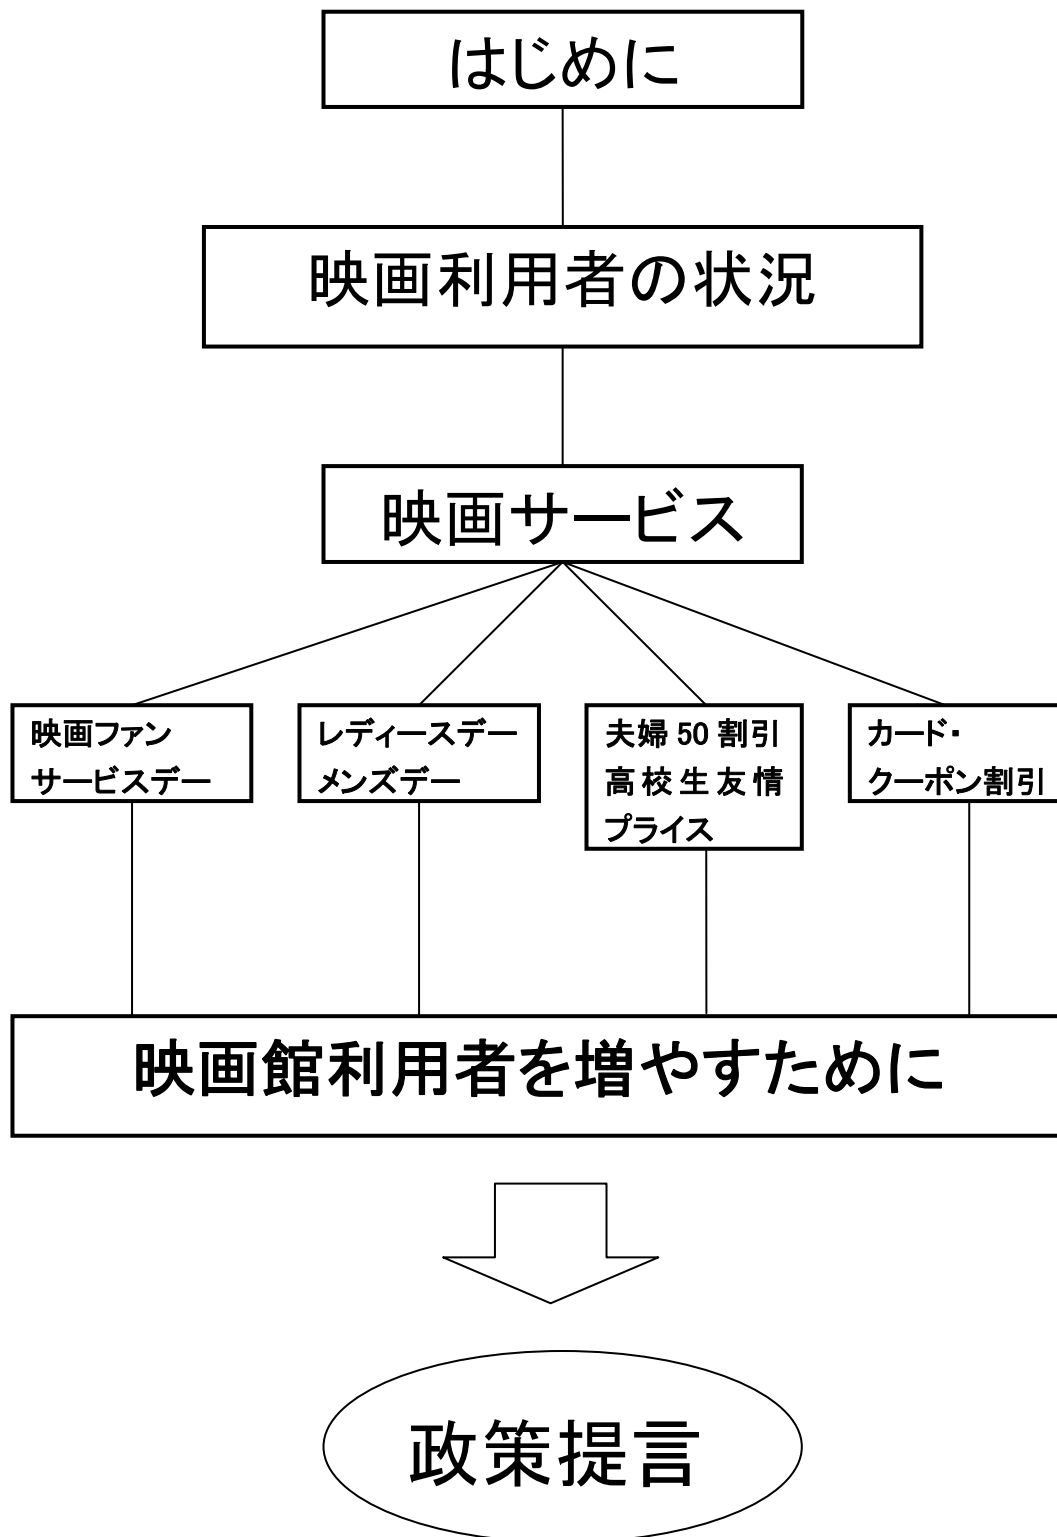 はじめに
映画利用者の状況
映画サービス
映画ファン
サービスデー
レディースデー
メンズデー
夫婦 50 割引
高校生友情
プライス
カード・
クーポン割引
映画館利用者を増やすために
政策提言